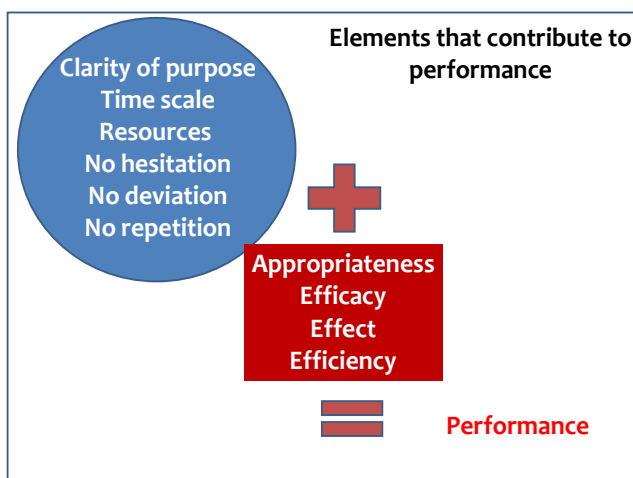 Elements that contribute to
performance
Clarity of purpose
Time scale
Resources
No hesitation
No deviation
No repetition
Appropriateness
Efficacy
Effect
Efficiency
Performance